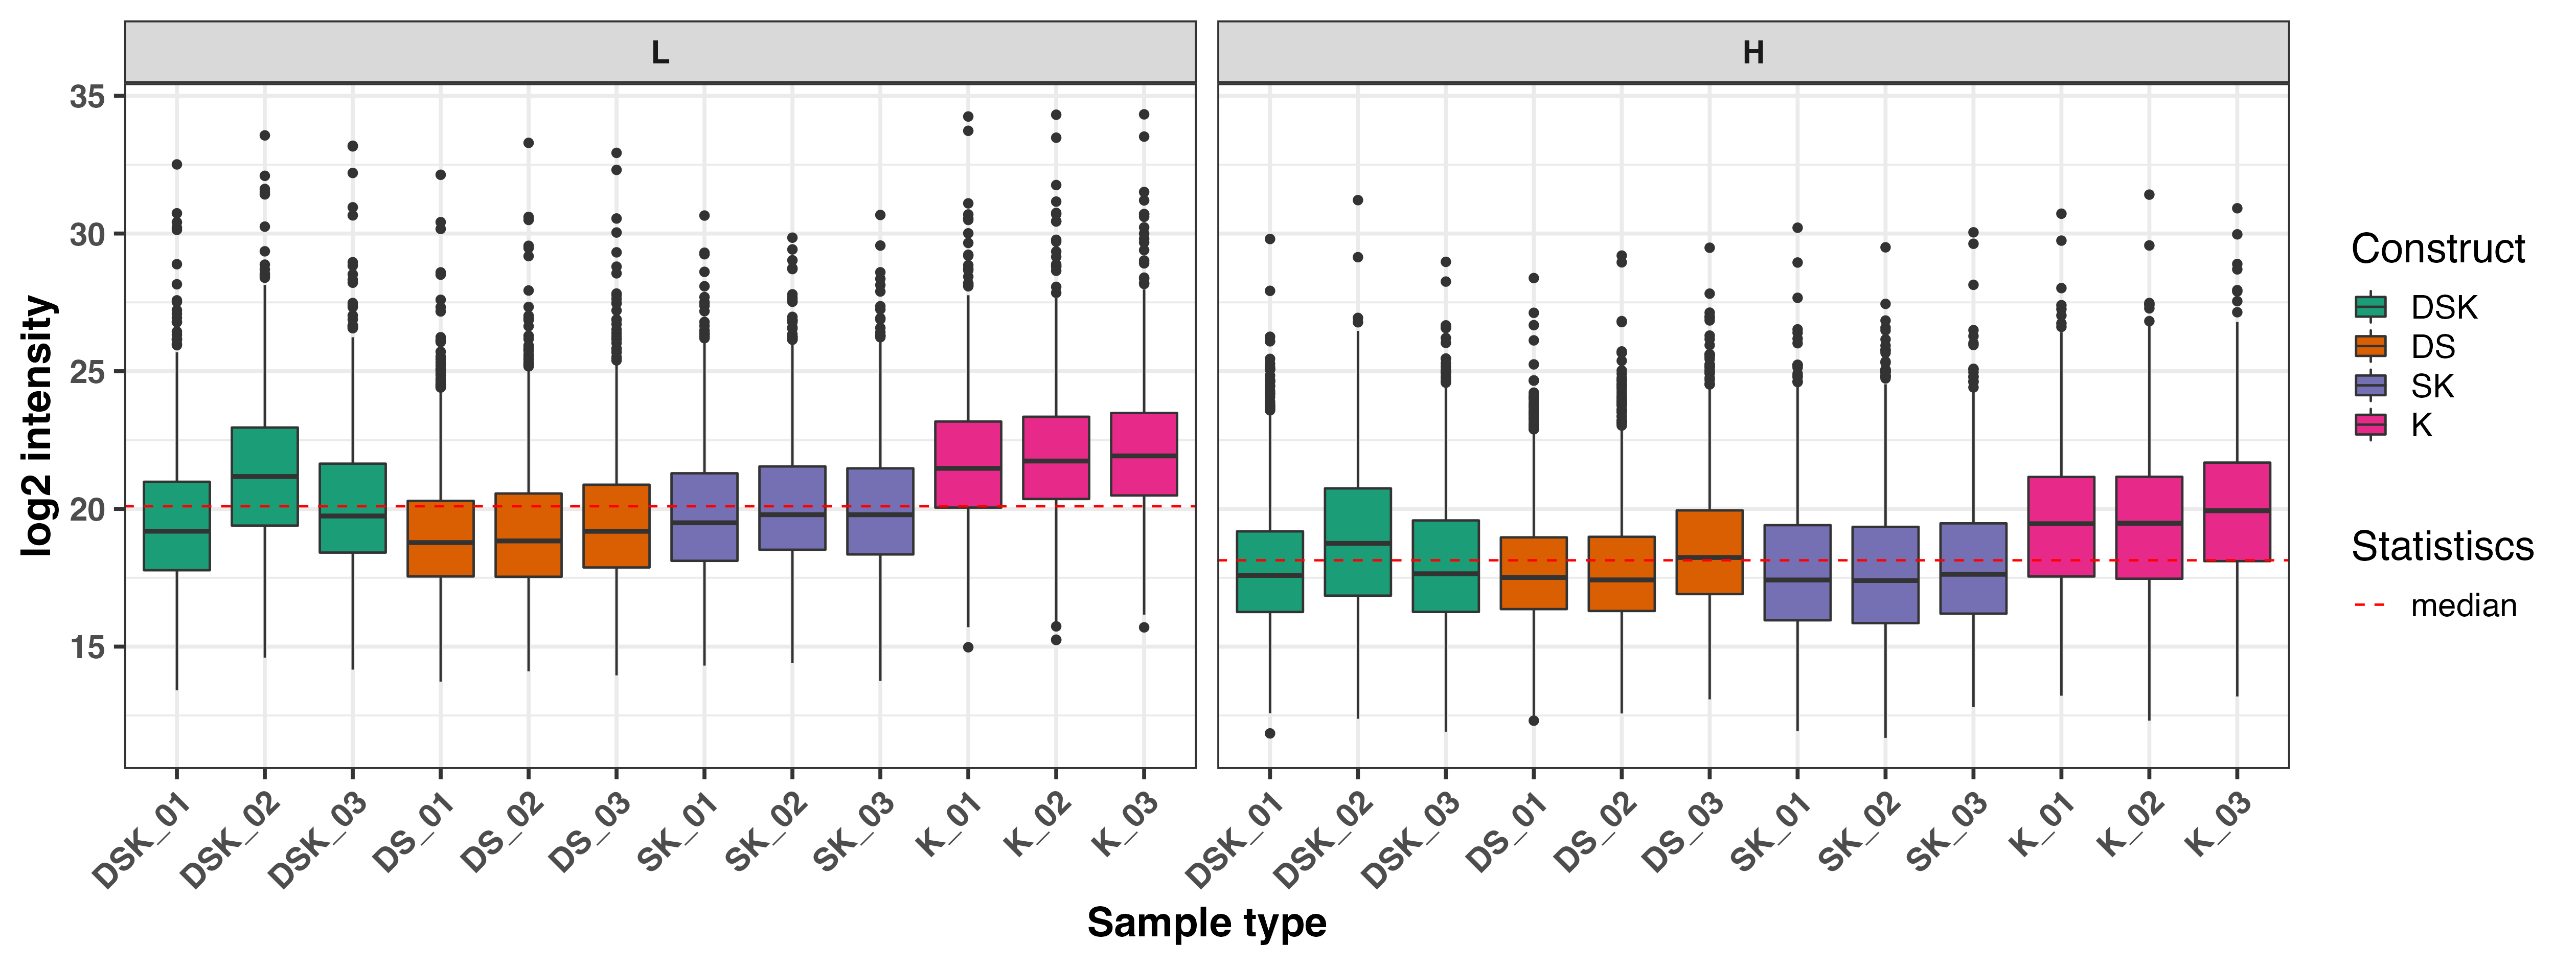 L
H
log2 intensity
35
30
25
20
15
DSK_01
DSK_02
DSK_03
DS_01
DS_02
DS_03
SK_01
SK_02
SK_03
K_01
K_02
K_03
DSK_01
DSK_02
DSK_03
DS_01
DS_02
DS_03
SK_01
SK_02
SK_03
K_01
K_02
K_03
Sample type
Construct
DSK
DS
SK
K
Statistiscs
median